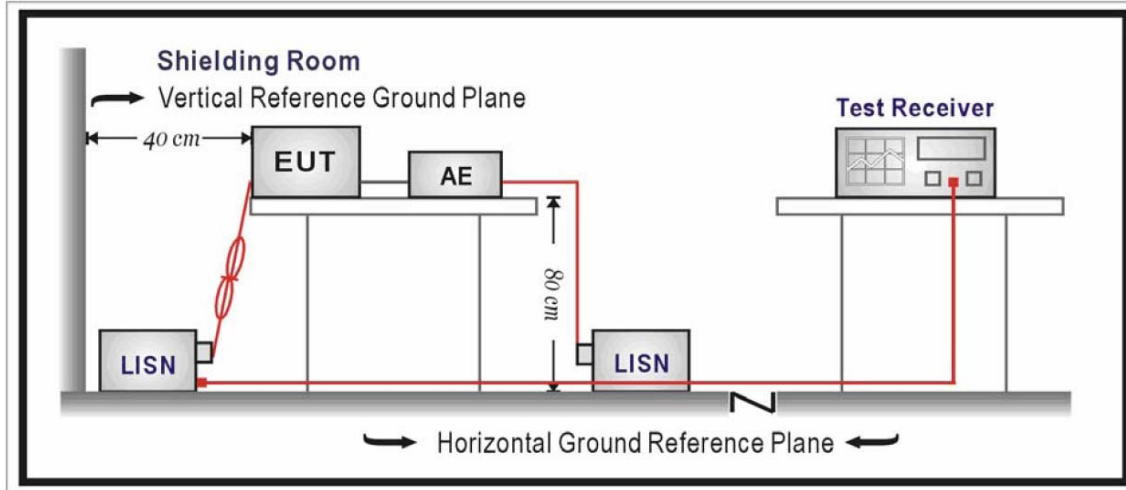 Shielding Room
Vertical Reference Ground Plane
40 cm
EUT
AE
Test Receiver
80 cm
LISN
LISN
Horizontal Ground Reference Plane